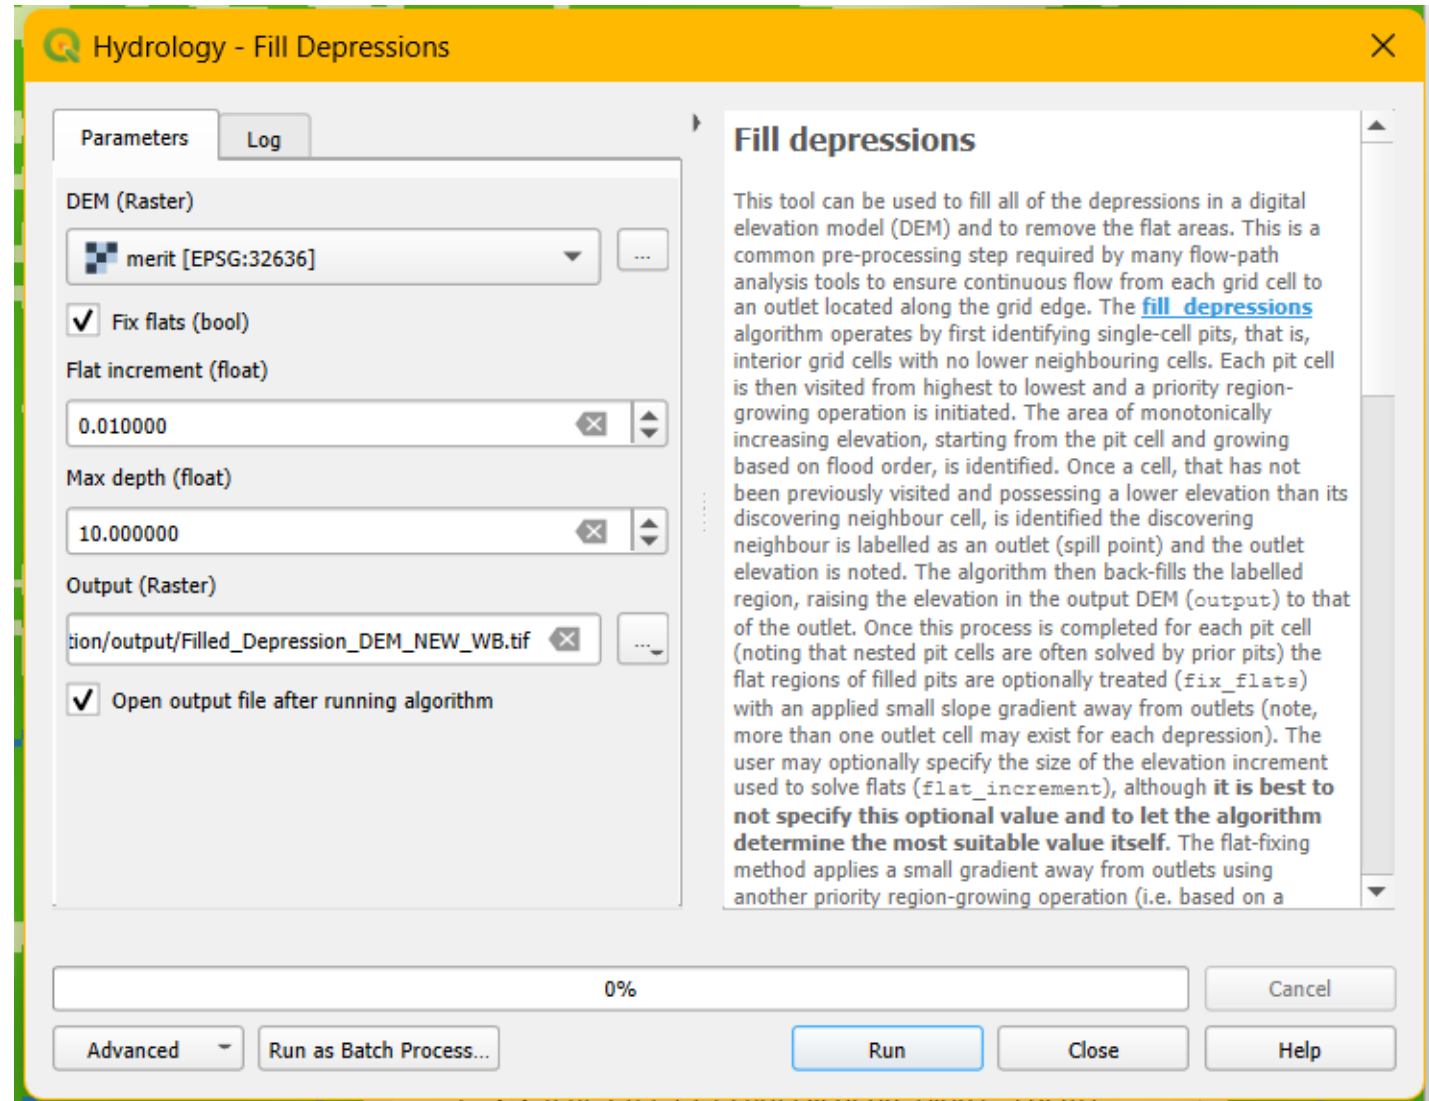 Hydrology - Fill Depressions
Parameters
Log
DEM (Raster)
merit [EPSG:32636]
...
Fix flats (bool)
Flat increment (float)
0.010000
Max depth (float)
10.000000
Output (Raster)
tion/output/Filled_Depression_DEM_NEW_WB.tif
...
Open output file after running algorithm
Fill depressions
This tool can be used to fill all of the depressions in a digital
elevation model (DEM) and to remove the flat areas. This is a
common pre-processing step required by many flow-path
analysis tools to ensure continuous flow from each grid cell to
an outlet located along the grid edge. The fill_depressions
algorithm operates by first identifying single-cell pits, that is,
interior grid cells with no lower neighbouring cells. Each pit cell
is then visited from highest to lowest and a priority region-
growing operation is initiated. The area of monotonically
increasing elevation, starting from the pit cell and growing
based on flood order, is identified. Once a cell, that has not
been previously visited and possessing a lower elevation than its
discovering neighbour cell, is identified the discovering
neighbour is labelled as an outlet (spill point) and the outlet
elevation is noted. The algorithm then back-fills the labelled
region, raising the elevation in the output DEM (output) to that
of the outlet. Once this process is completed for each pit cell
(noting that nested pit cells are often solved by prior pits) the
flat regions of filled pits are optionally treated (fix_flats)
with an applied small slope gradient away from outlets (note,
more than one outlet cell may exist for each depression). The
user may optionally specify the size of the elevation increment
used to solve flats (flat_increment), although it is best to
not specify this optional value and to let the algorithm
determine the most suitable value itself. The flat-fixing
method applies a small gradient away from outlets using
another priority region-growing operation (i.e. based on a
0%
Cancel
Advanced
Run as Batch Process...
Run
Close
Help